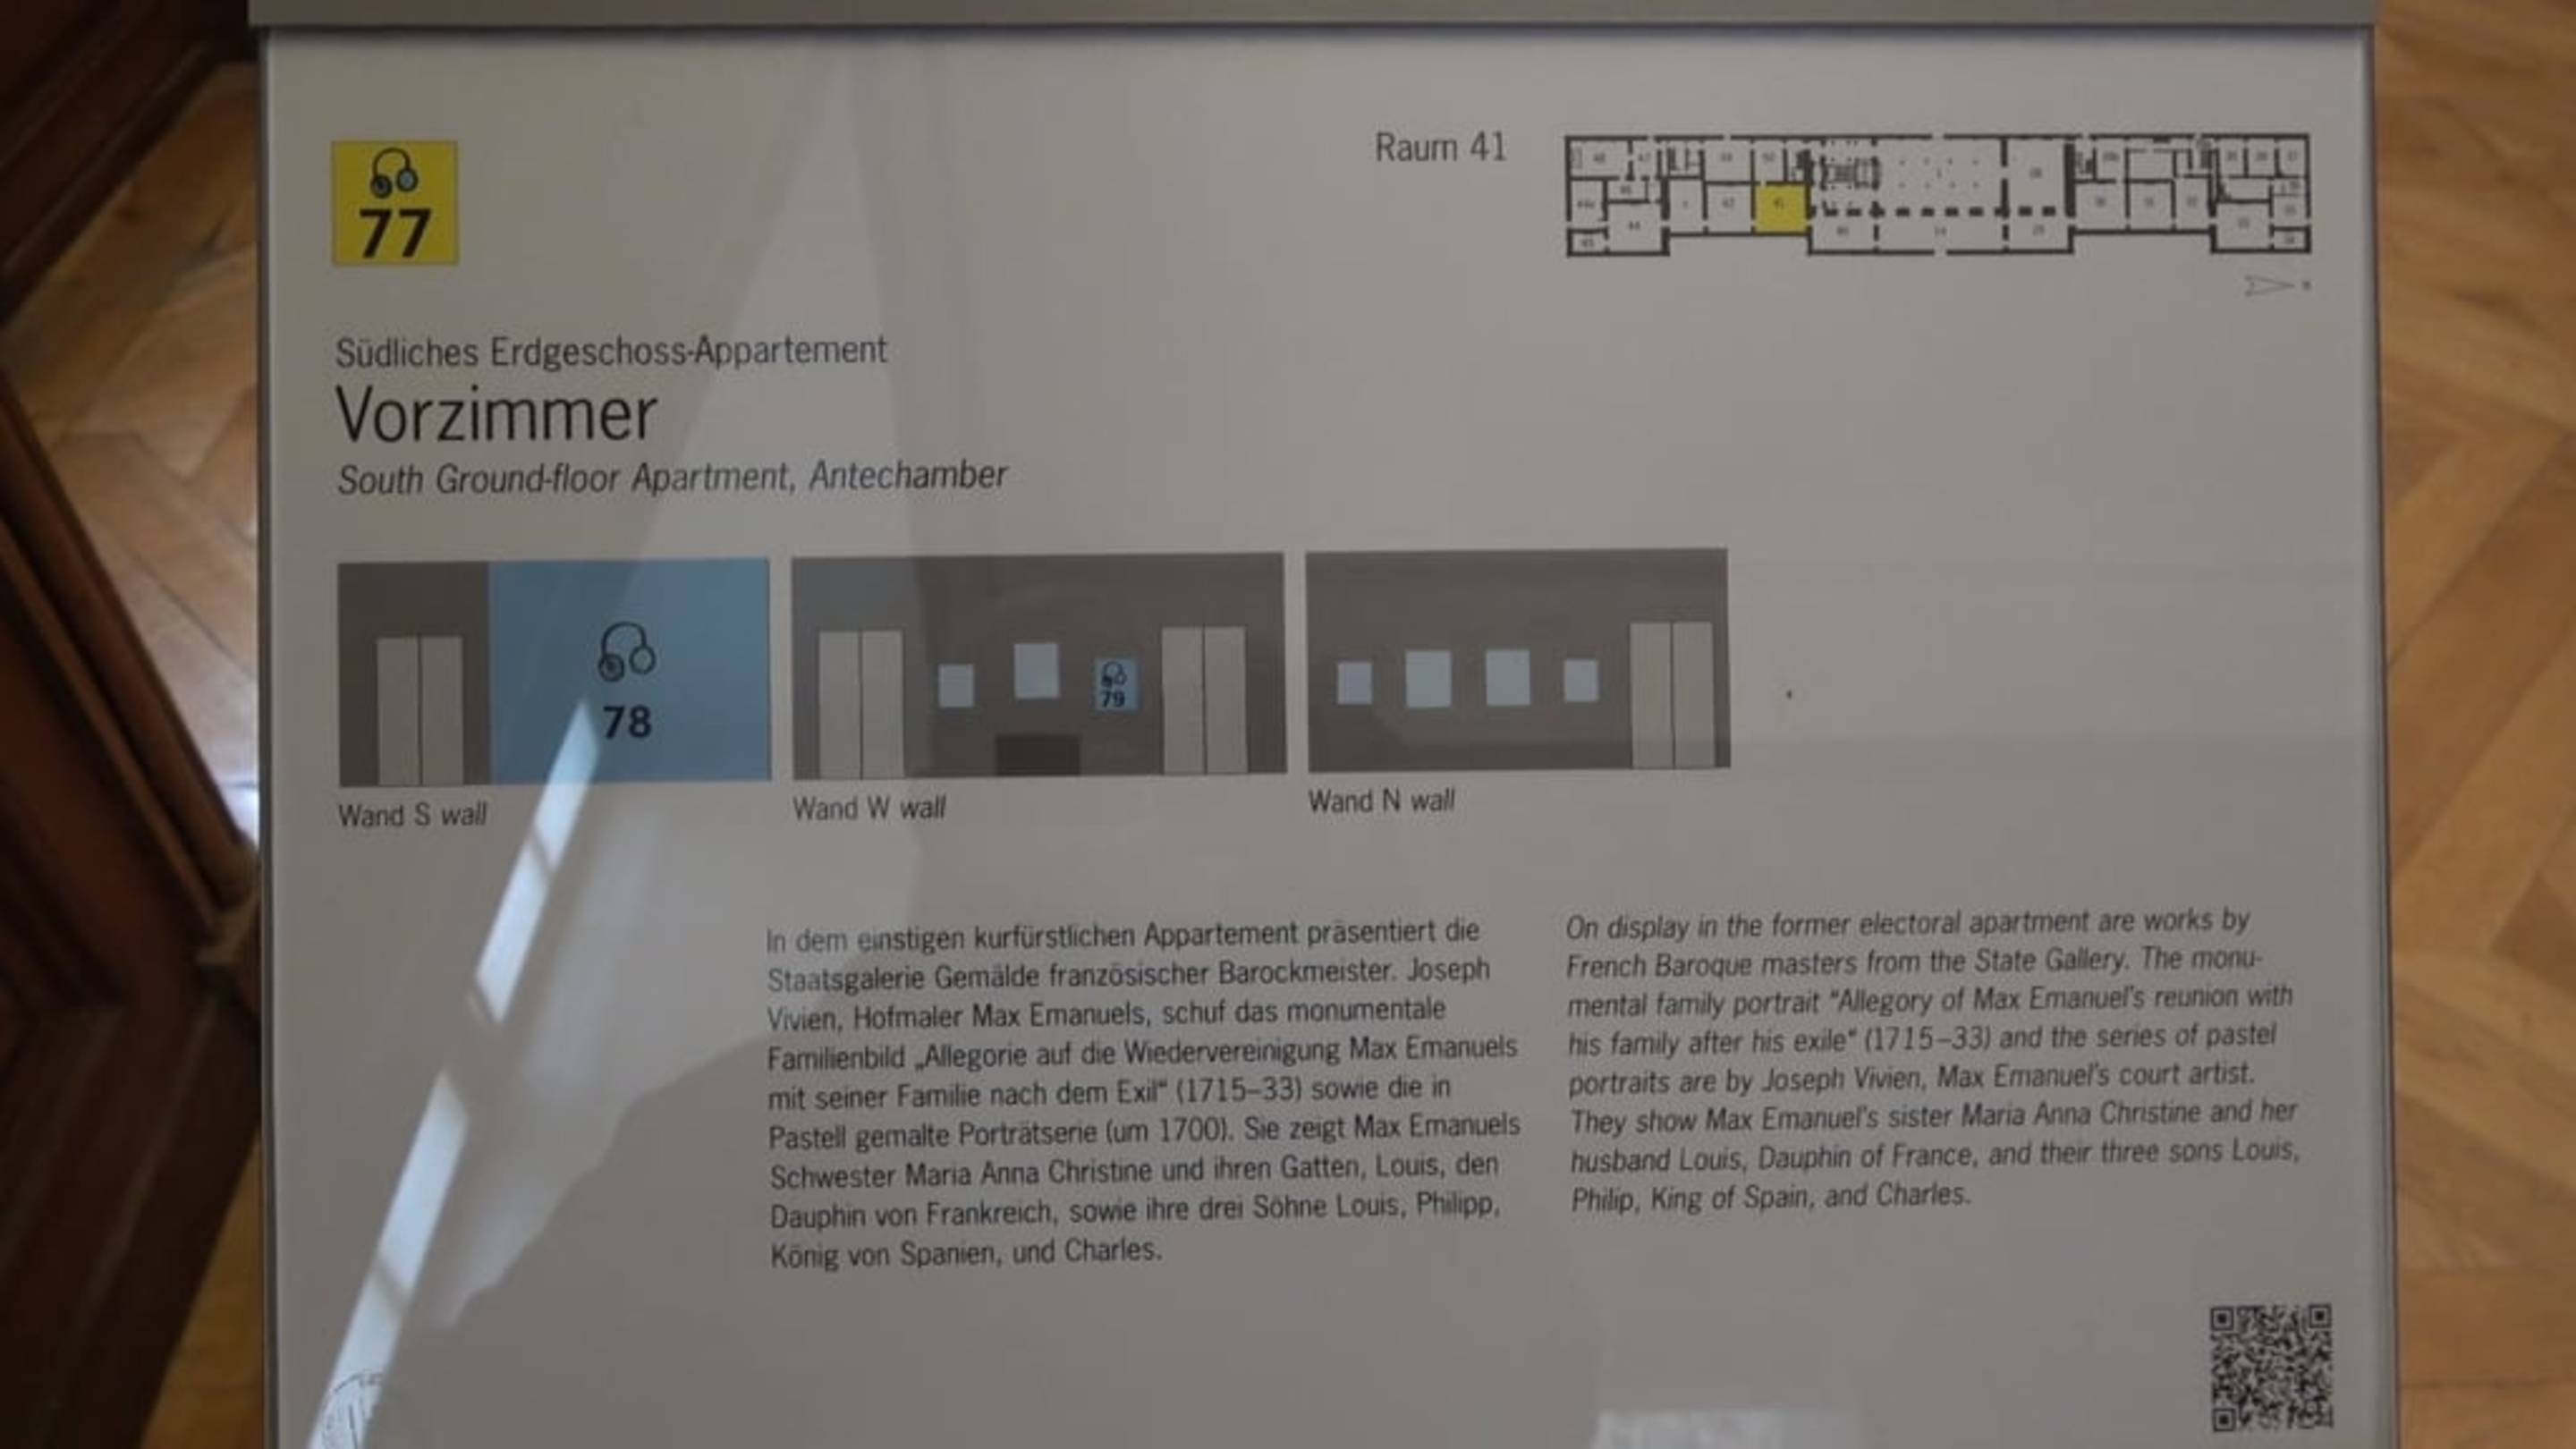 77
Raum 41
41
Südliches Erdgeschoss-Appartement
Vorzimmer
South Ground-floor Apartment, Antechamber
78
79
Wand S wall
Wand W wall
Wand N wall
In dem einstigen kurfürstlichen Appartement präsentiert die
Staatsgalerie Gemälde französischer Barockmeister. Joseph
Vivien, Hofmaler Max Emanuels, schuf das monumentale
Familienbild „Allegorie auf die Wiedervereinigung Max Emanuels
mit seiner Familie nach dem Exil“ (1715–33) sowie die in
Pastell gemalte Porträtserie (um 1700). Sie zeigt Max Emanuels
Schwester Maria Anna Christine und ihren Gatten, Louis, den
Dauphin von Frankreich, sowie ihre drei Söhne Louis, Philipp,
König von Spanien, und Charles.
On display in the former electoral apartment are works by
French Baroque masters from the State Gallery. The monu-
mental family portrait "Allegory of Max Emanuel's reunion with
his family after his exile" (1715–33) and the series of pastel
portraits are by Joseph Vivien, Max Emanuel's court artist.
They show Max Emanuel's sister Maria Anna Christine and her
husband Louis, Dauphin of France, and their three sons Louis,
Philip, King of Spain, and Charles.